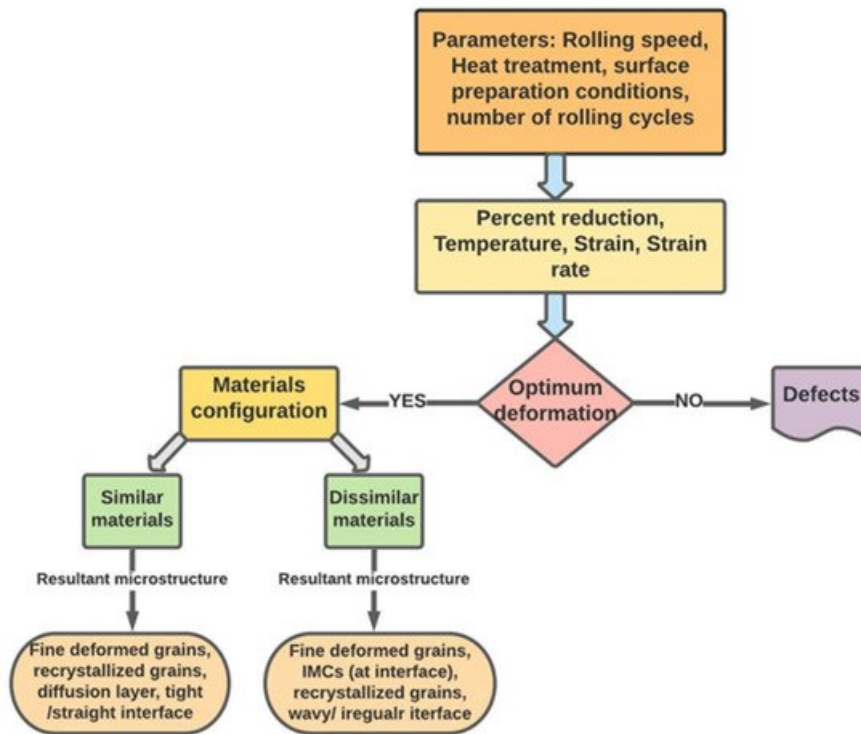 Parameters: Rolling speed,
Heat treatment, surface
preparation conditions,
number of rolling cycles
Percent reduction,
Temperature, Strain, Strain
rate
Optimum
deformation
YES
NO
Materials
configuration
Defects
Similar
materials
Dissimilar
materials
Resultant microstructure
Resultant microstructure
Fine deformed grains,
recrystallized grains,
diffusion layer, tight
/straight interface
Fine deformed grains,
IMCs (at interface),
recrystallized grains,
wavy/ iregualr iterface